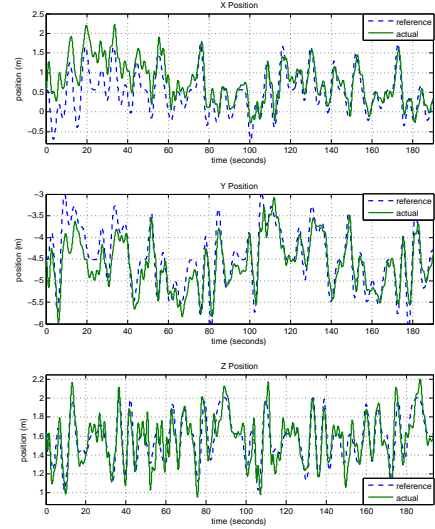 X Position
2.5
2
1.5
1
0.5
0
−0.5
position (m)
reference
actual
0 20 40 60 80 100 120 140 160 180
time (seconds)
Y Position
−3
−3.5
−4
−4.5
−5
−5.5
−6
position (m)
reference
actual
0 20 40 60 80 100 120 140 160 180
time (seconds)
Z Position
2.2
2
1.8
1.6
1.4
1.2
1
position (m)
reference
actual
0 20 40 60 80 100 120 140 160 180
time (seconds)